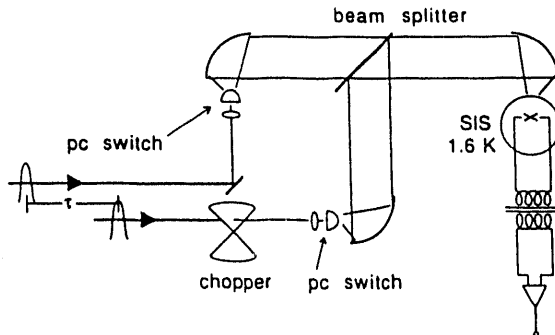 beam splitter
pc switch
SIS
1.6 K
τ
chopper
pc switch